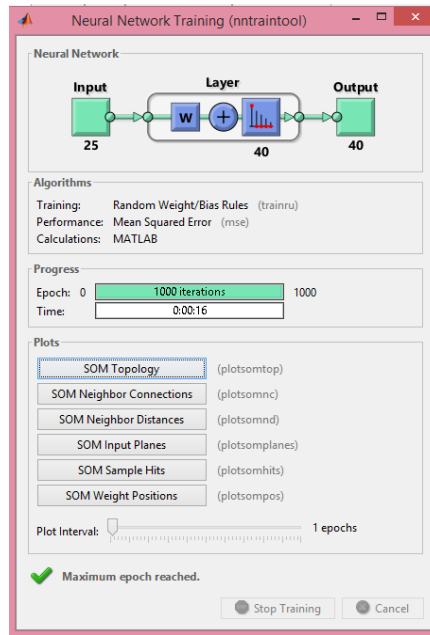 Neural Network Training (nntraintool)
Neural Network
Input Layer Output
W
25 40 40
Algorithms
Training: Random Weight/Bias Rules (trainru)
Performance: Mean Squared Error (mse)
Calculations: MATLAB
Progress
Epoch: 0 1000 iterations 1000
Time: 0:00:16
Plots
SOM Topology (plotsomtop)
SOM Neighbor Connections (plotsomnc)
SOM Neighbor Distances (plotsomnd)
SOM Input Planes (plotsomplanes)
SOM Sample Hits (plotsomhits)
SOM Weight Positions (plotsompos)
Plot Interval: 1 epochs
Maximum epoch reached.
Stop Training Cancel